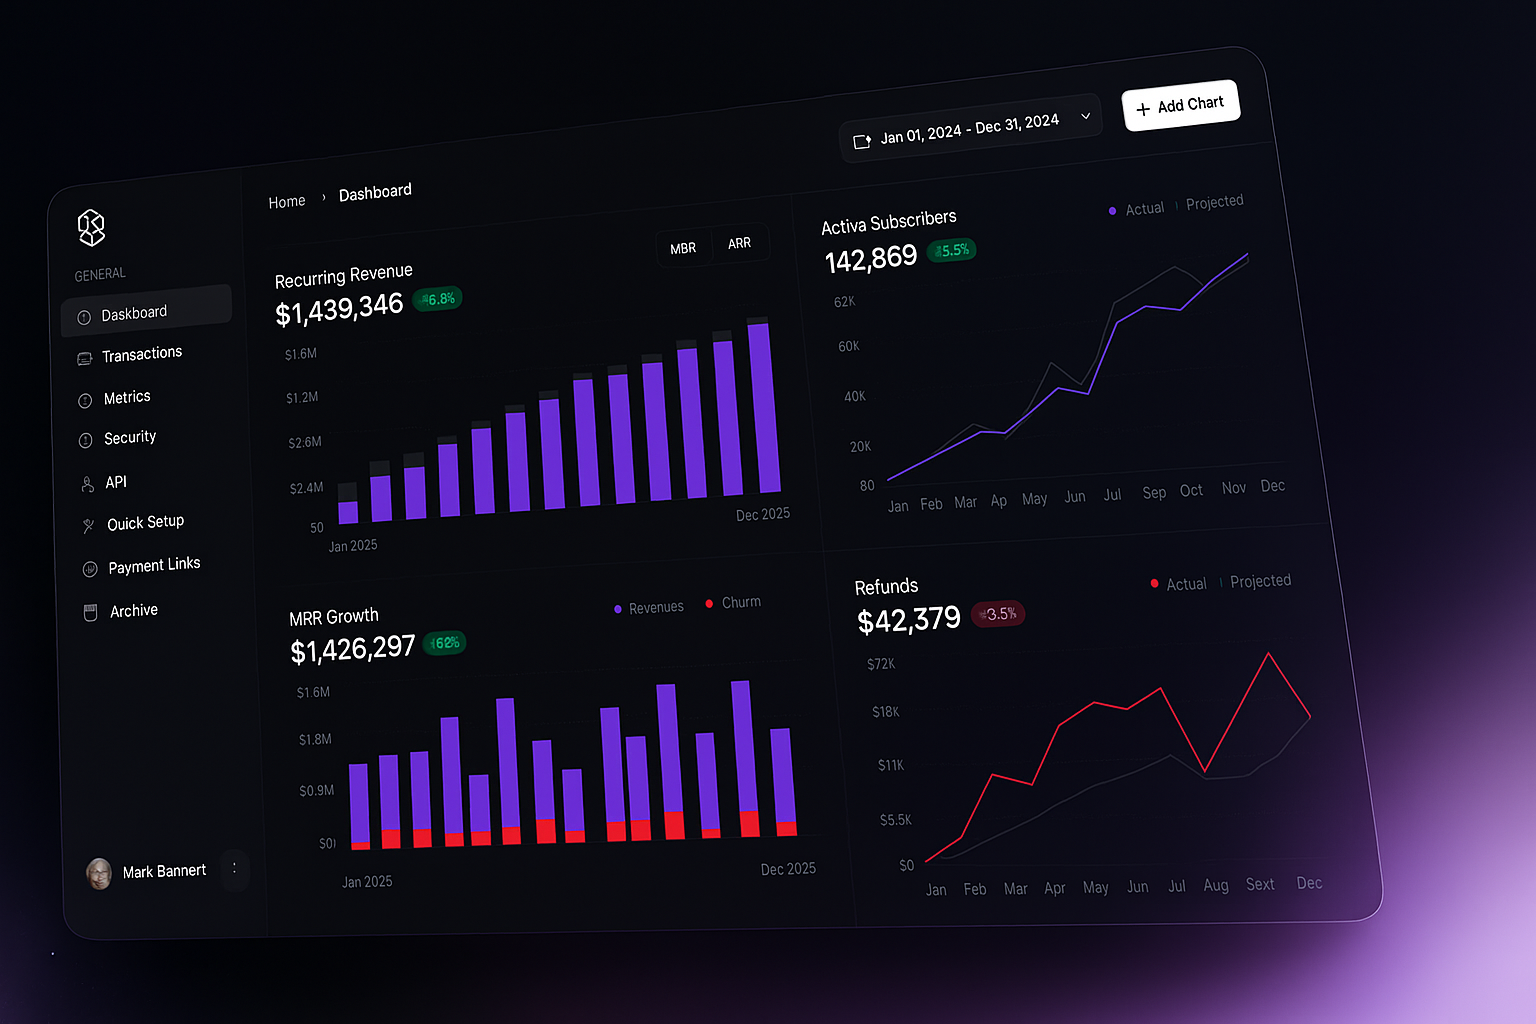 Jan 01, 2024 - Dec 31, 2024
+ Add Chart
Home › Dashboard
GENERAL
Dashboard
Transactions
Metrics
Security
API
Ouick Setup
Payment Links
Archive
Mark Bannert
Recurring Revenue
MBR ARR
$1,439,346 6.8%
$1.6M
$1.2M
$2.6M
$2.4M
50
Jan 2025 Dec 2025
Activa Subscribers
Actual Projected
142,869 5.5%
62K
60K
40K
20K
80
Jan Feb Mar Ap May Jun Jul Sep Oct Nov Dec
MRR Growth
Revenues Churm
$1,426,297 62%
$1.6M
$1.8M
$0.9M
$0)
Jan 2025 Dec 2025
Refunds
Actual Projected
$42,379 3.5%
$72K
$18K
$11K
$5.5K
$0
Jan Feb Mar Apr May Jun Jul Aug Sext Dec